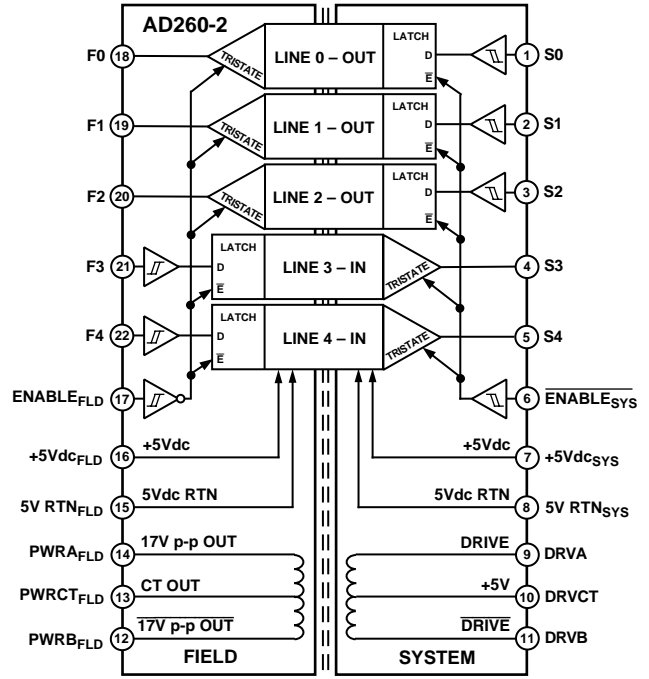 AD260-2
F0 18
TRISTATE
LINE 0 – OUT
LATCH
D
E̅
1 S0
F1 19
TRISTATE
LINE 1 – OUT
LATCH
D
E̅
2 S1
F2 20
TRISTATE
LINE 2 – OUT
LATCH
D
E̅
3 S2
F3 21
LATCH
D
E̅
LINE 3 – IN
TRISTATE
4 S3
F4 22
LATCH
D
E̅
LINE 4 – IN
TRISTATE
5 S4
ENABLEFLD 17
6 E̅N̅A̅B̅L̅E̅S̅Y̅S̅
+5VdcFLD 16 +5Vdc
+5Vdc 7 +5VdcSYS
5V RTNFLD 15 5Vdc RTN
5Vdc RTN 8 5V RTNSYS
PWRAFLD 14 17V p-p OUT
DRIVE 9 DRVA
PWRCTFLD 13 CT OUT
+5V 10 DRVCT
PWRBFLD 12 1̅7̅V̅ ̅p̅-̅p̅ ̅O̅U̅T̅
D̅R̅I̅V̅E̅ 11 DRVB
FIELD
SYSTEM